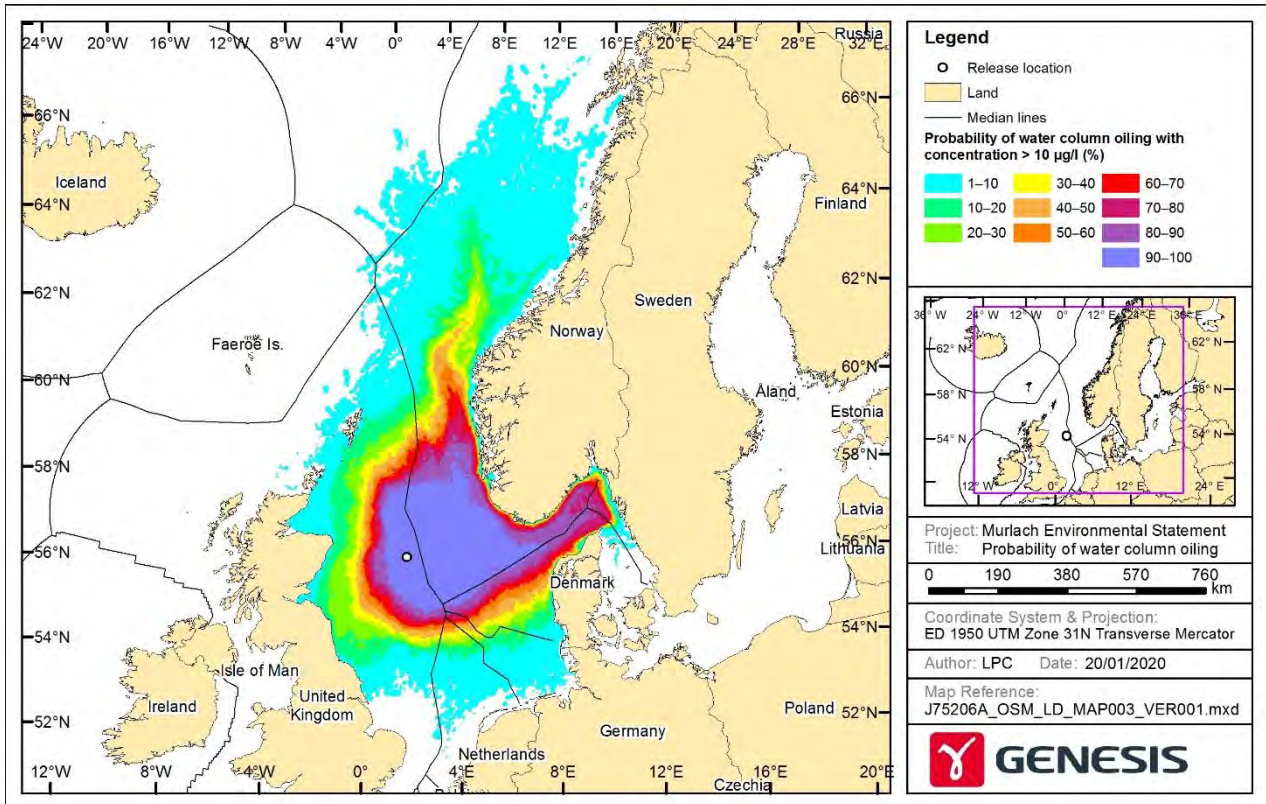 24°W 20°W 16°W 12°W 8°W 4°W 0° 4°E 8°E 12°E 16°E 20°E 24°E 28°E 32°E
Russia
66°N 66°N
Iceland
64°N 64°N
Finland
62°N 62°N
Sweden
Norway
Faeroe Is.
60°N 60°N
Åland
Estonia
58°N 58°N
Latvia
56°N 56°N
Lithuania
Denmark
54°N 54°N
Isle of Man
United
Kingdom
Ireland
Poland
52°N 52°N
Germany
Netherlands
Czechia
12°W 8°W 4°W 0° 4°E 8°E 12°E 16°E 20°E
Legend
Release location
Land
Median lines
Probability of water column oiling with
concentration > 10 µg/l (%)
1–10 30–40 60–70
10–20 40–50 70–80
20–30 50–60 80–90
90–100
36°W 24°W 12°W 0° 12°E 24°E 36°E
62° N 62°N
58°N 58°N
54°N 54°N
12°W 0° 12°E 24°E
Project: Murlach Environmental Statement
Title: Probability of water column oiling
0 190 380 570 760
km
Coordinate System & Projection:
ED 1950 UTM Zone 31N Transverse Mercator
Author: LPC Date: 20/01/2020
Map Reference:
J75206A_OSM_LD_MAP003_VER001.mxd
GENESIS